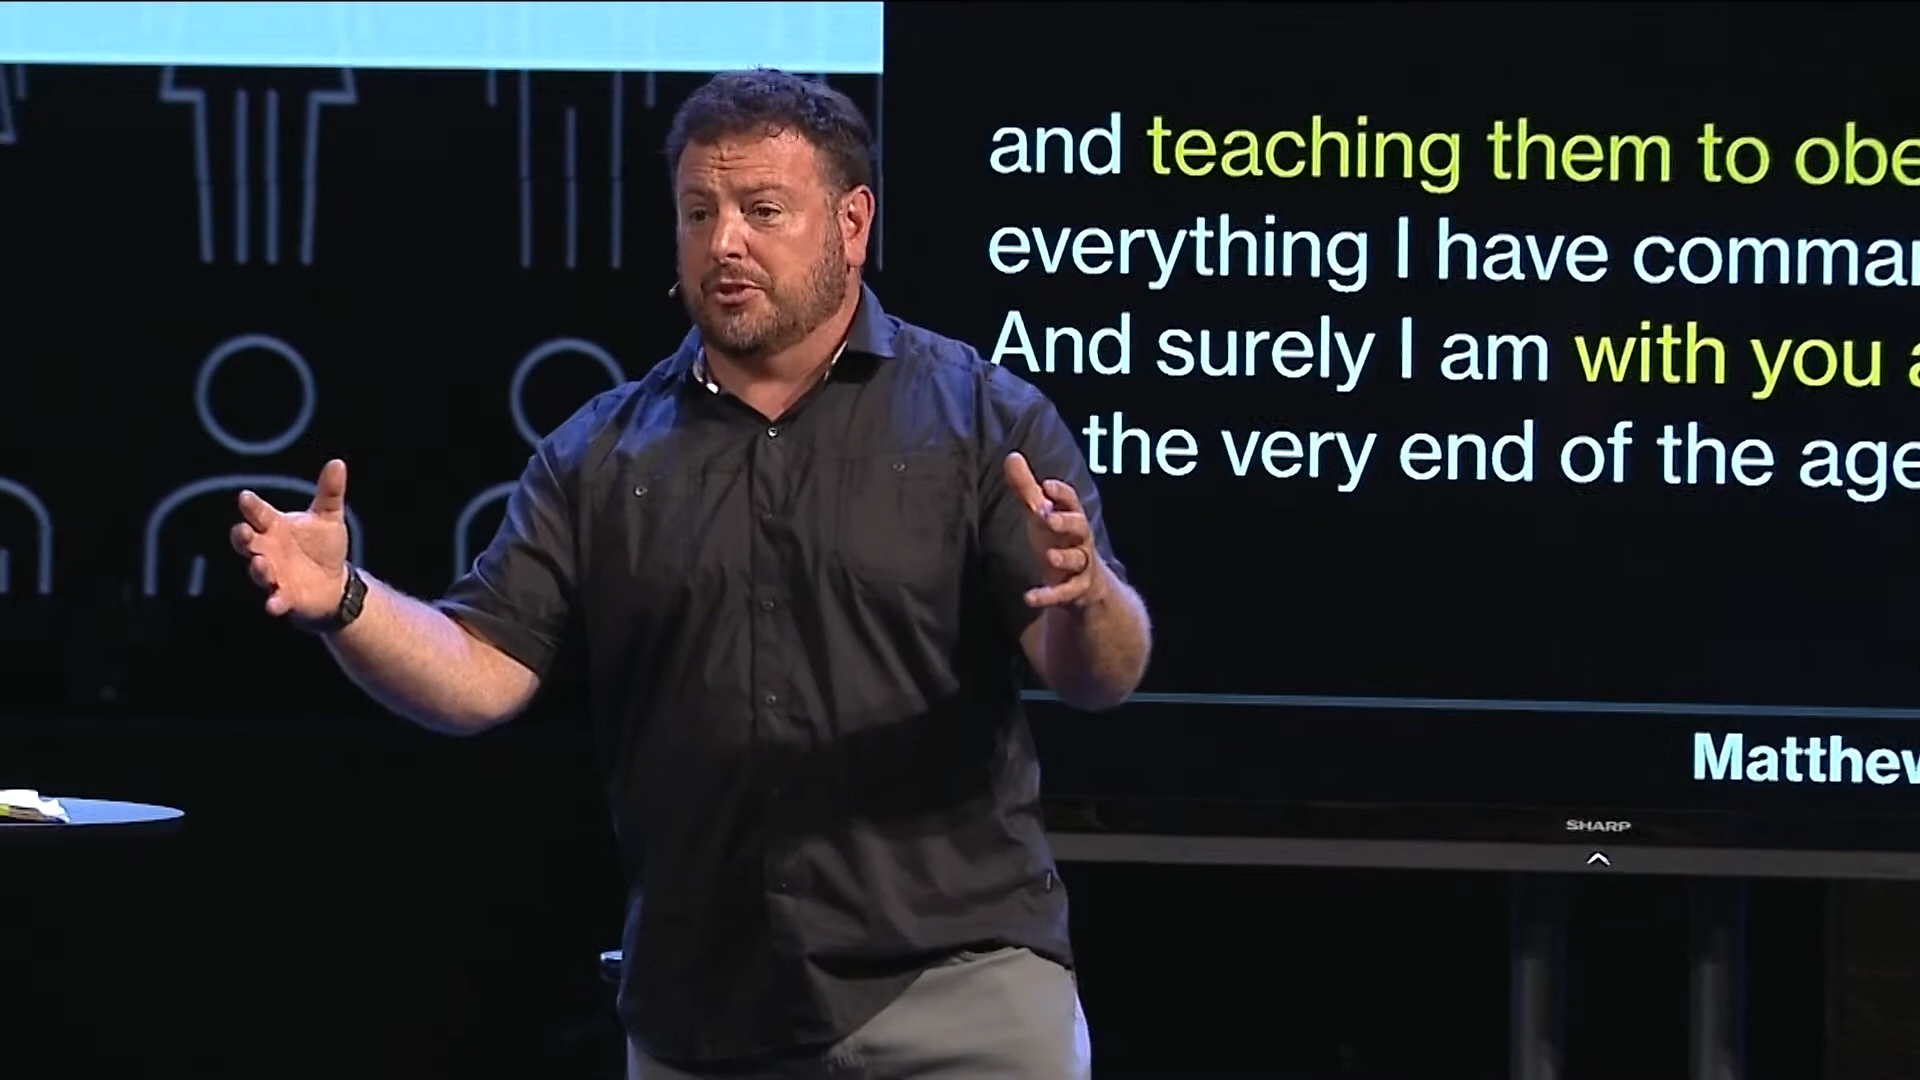 and teaching them to obe
everything I have comma
And surely I am with you a
the very end of the age
Matthew
SHARP